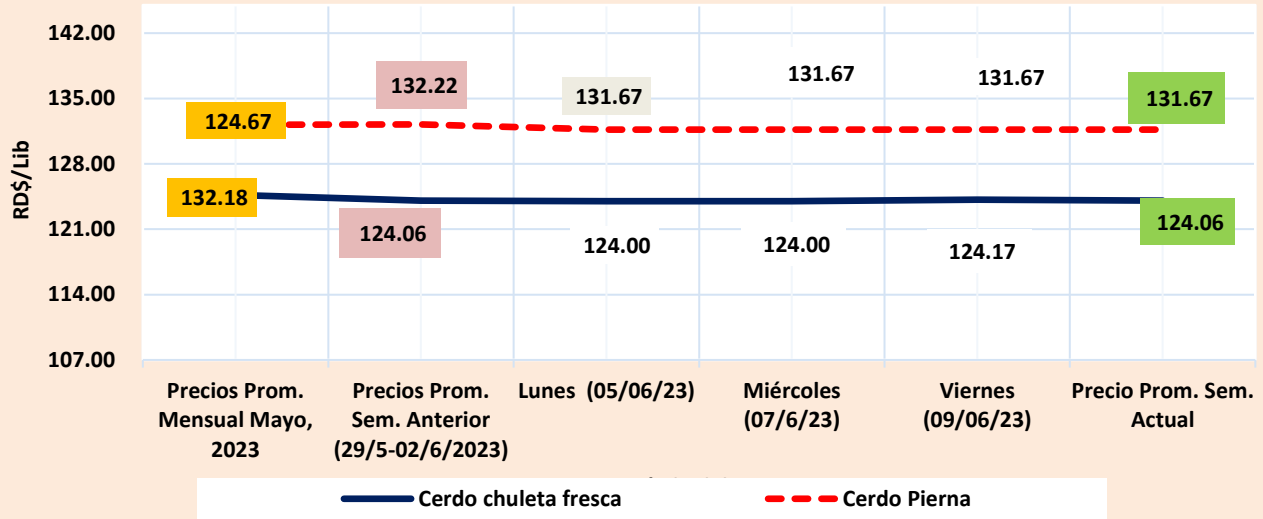 142.00
135.00
128.00
121.00
114.00
107.00
RD$/Lib
124.67
132.22
131.67
131.67
131.67
131.67
132.18
124.06
124.00
124.00
124.17
124.06
Precios Prom.
Mensual Mayo,
2023
Precios Prom.
Sem. Anterior
(29/5-02/6/2023)
Lunes (05/06/23)
Miércoles
(07/6/23)
Viernes
(09/06/23)
Precio Prom. Sem.
Actual
Cerdo chuleta fresca
Cerdo Pierna